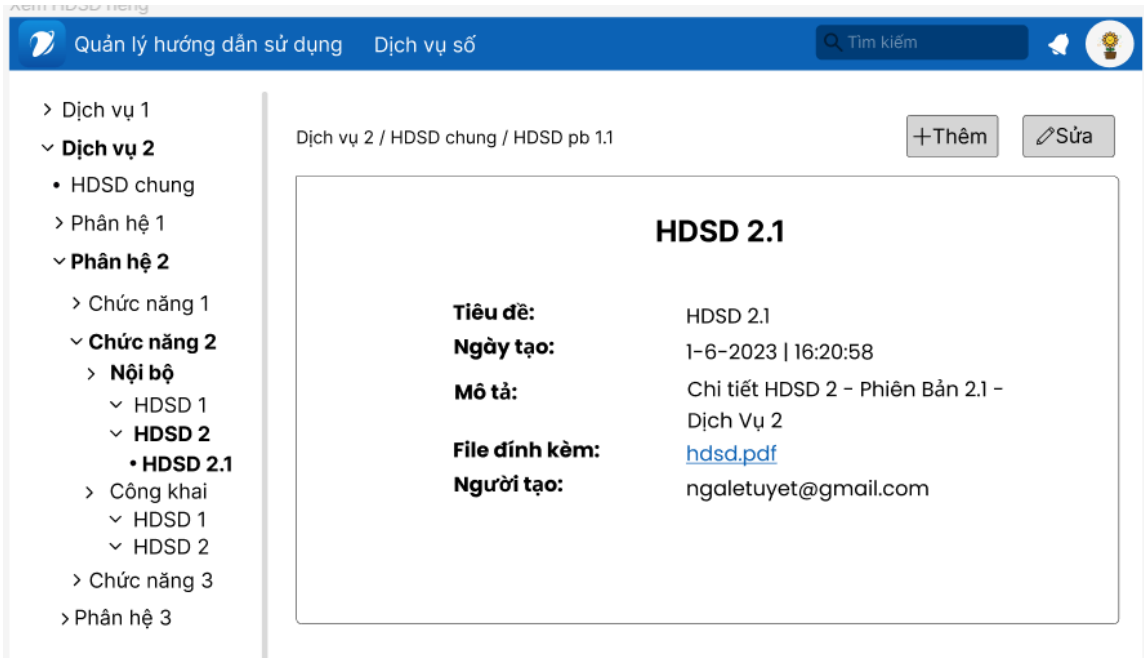 Xem HDSD riêng
Quản lý hướng dẫn sử dụng
Dịch vụ số
Tìm kiếm
Dịch vụ 1
Dịch vụ 2
HDSD chung
Phân hệ 1
Phân hệ 2
Chức năng 1
Chức năng 2
Nội bộ
HDSD 1
HDSD 2
HDSD 2.1
Công khai
HDSD 1
HDSD 2
Chức năng 3
Phân hệ 3
Dịch vụ 2 / HDSD chung / HDSD pb 1.1
+Thêm
Sửa
HDSD 2.1
Tiêu đề: HDSD 2.1
Ngày tạo: 1-6-2023 | 16:20:58
Mô tả: Chi tiết HDSD 2 - Phiên Bản 2.1 -
Dịch Vụ 2
File đính kèm: hdsd.pdf
Người tạo: ngaletuyet@gmail.com